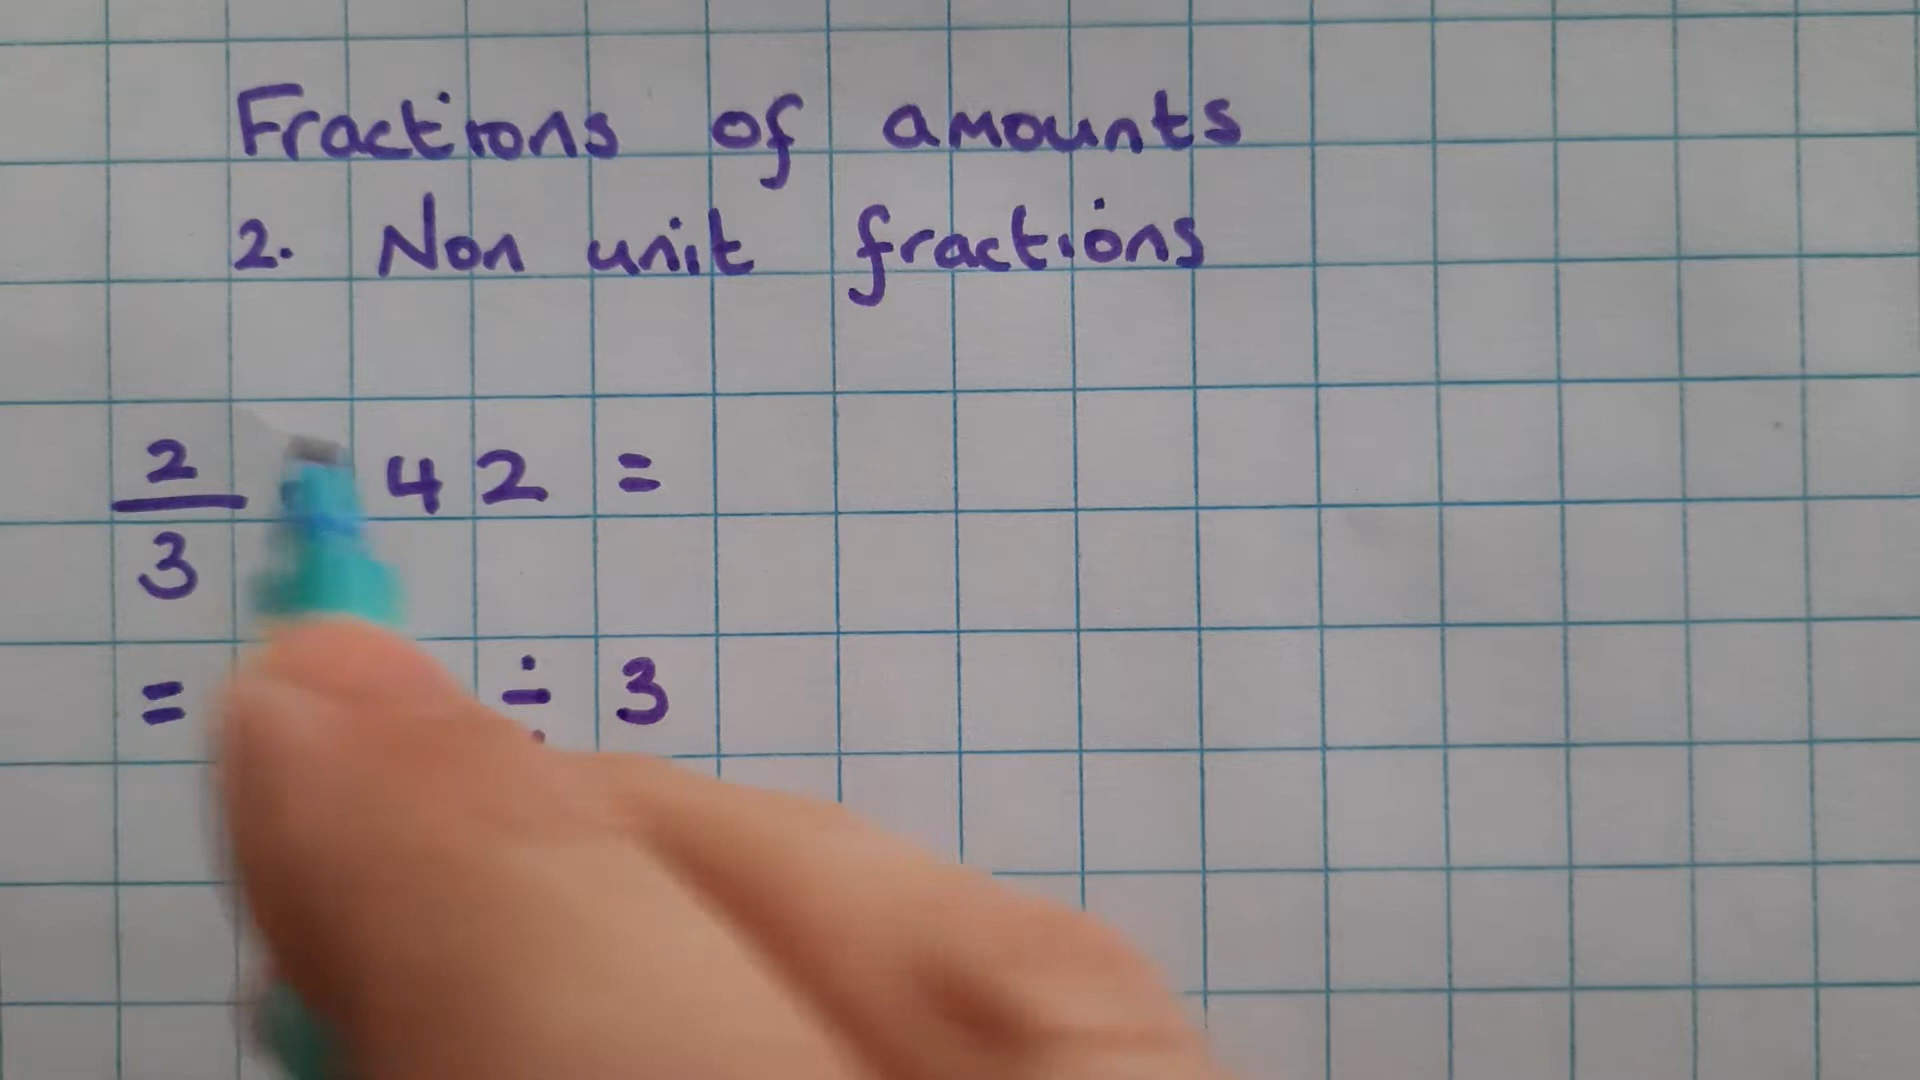 Fractions of amounts
2. Non unit fractions
2/3 42 =
= ÷ 3